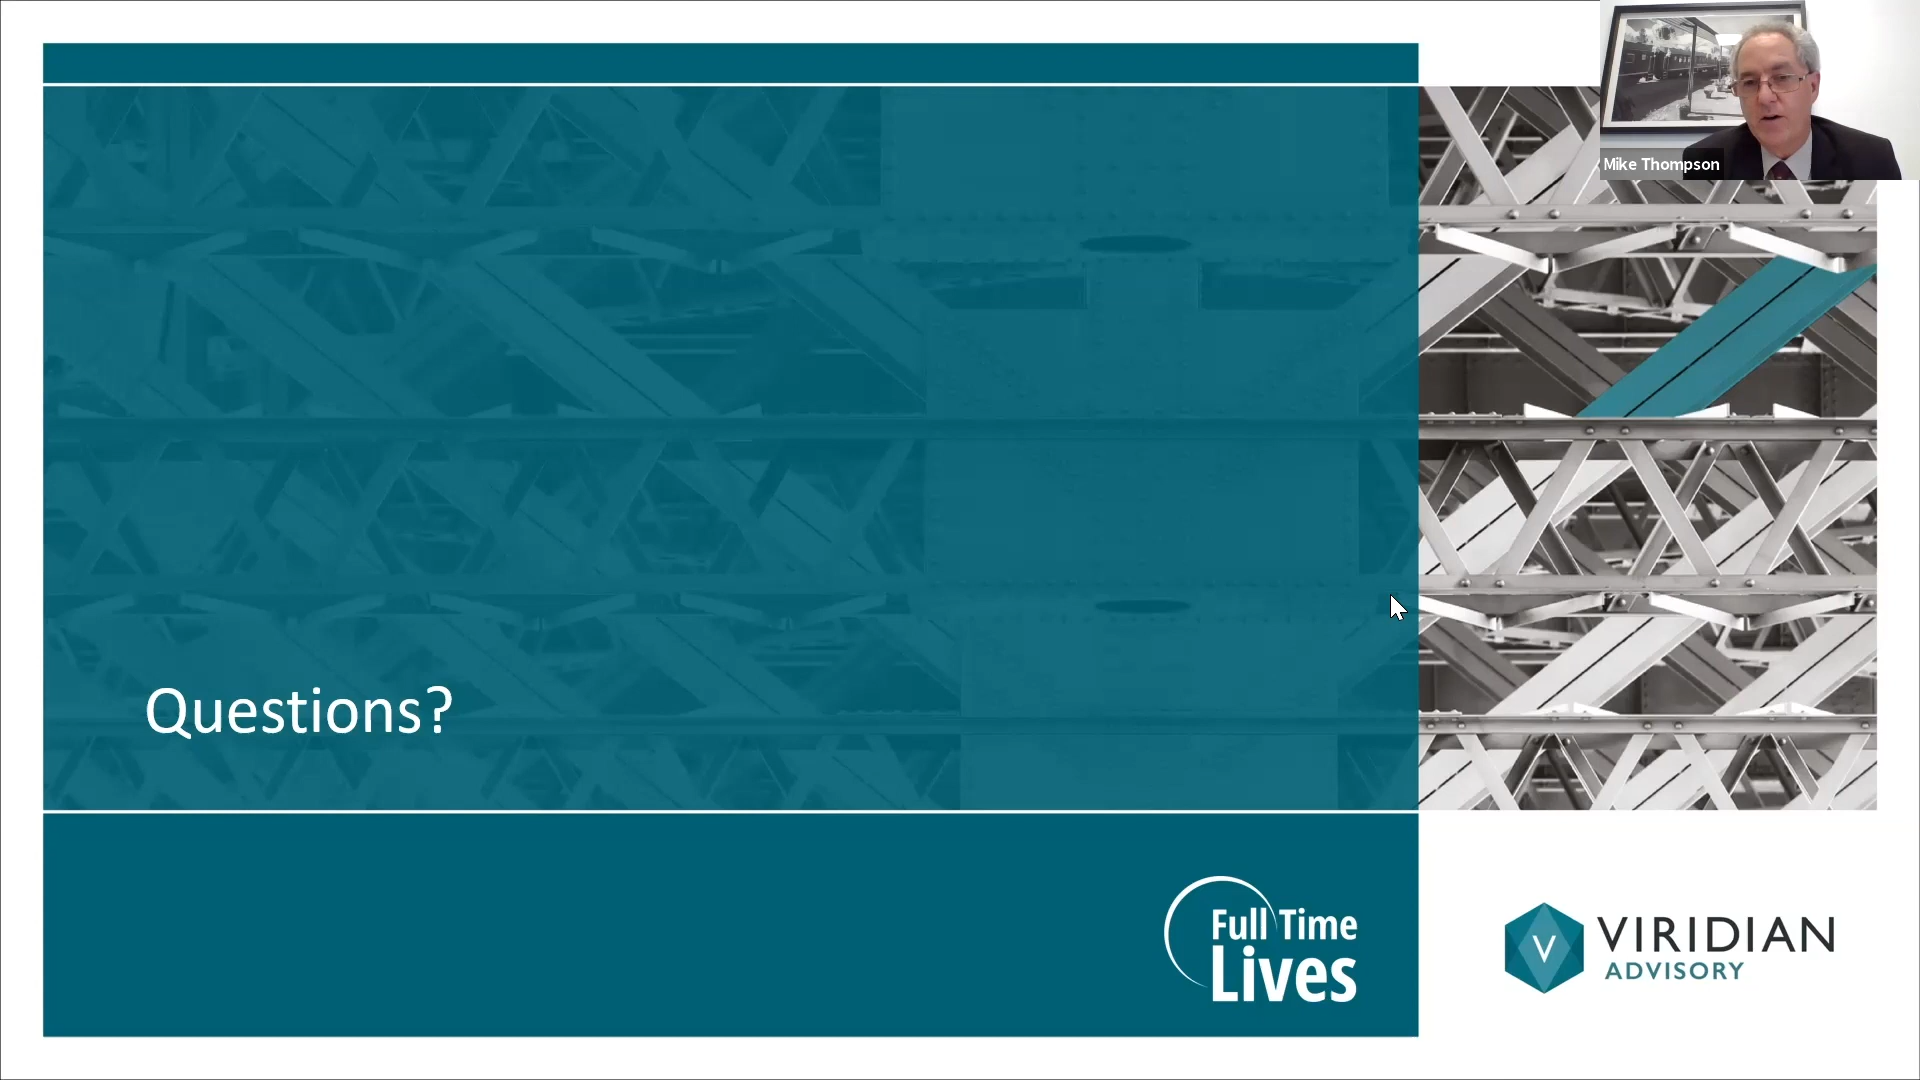 Mike Thompson
Questions?
Full Time
Lives
V
VIRIDIAN
ADVISORY